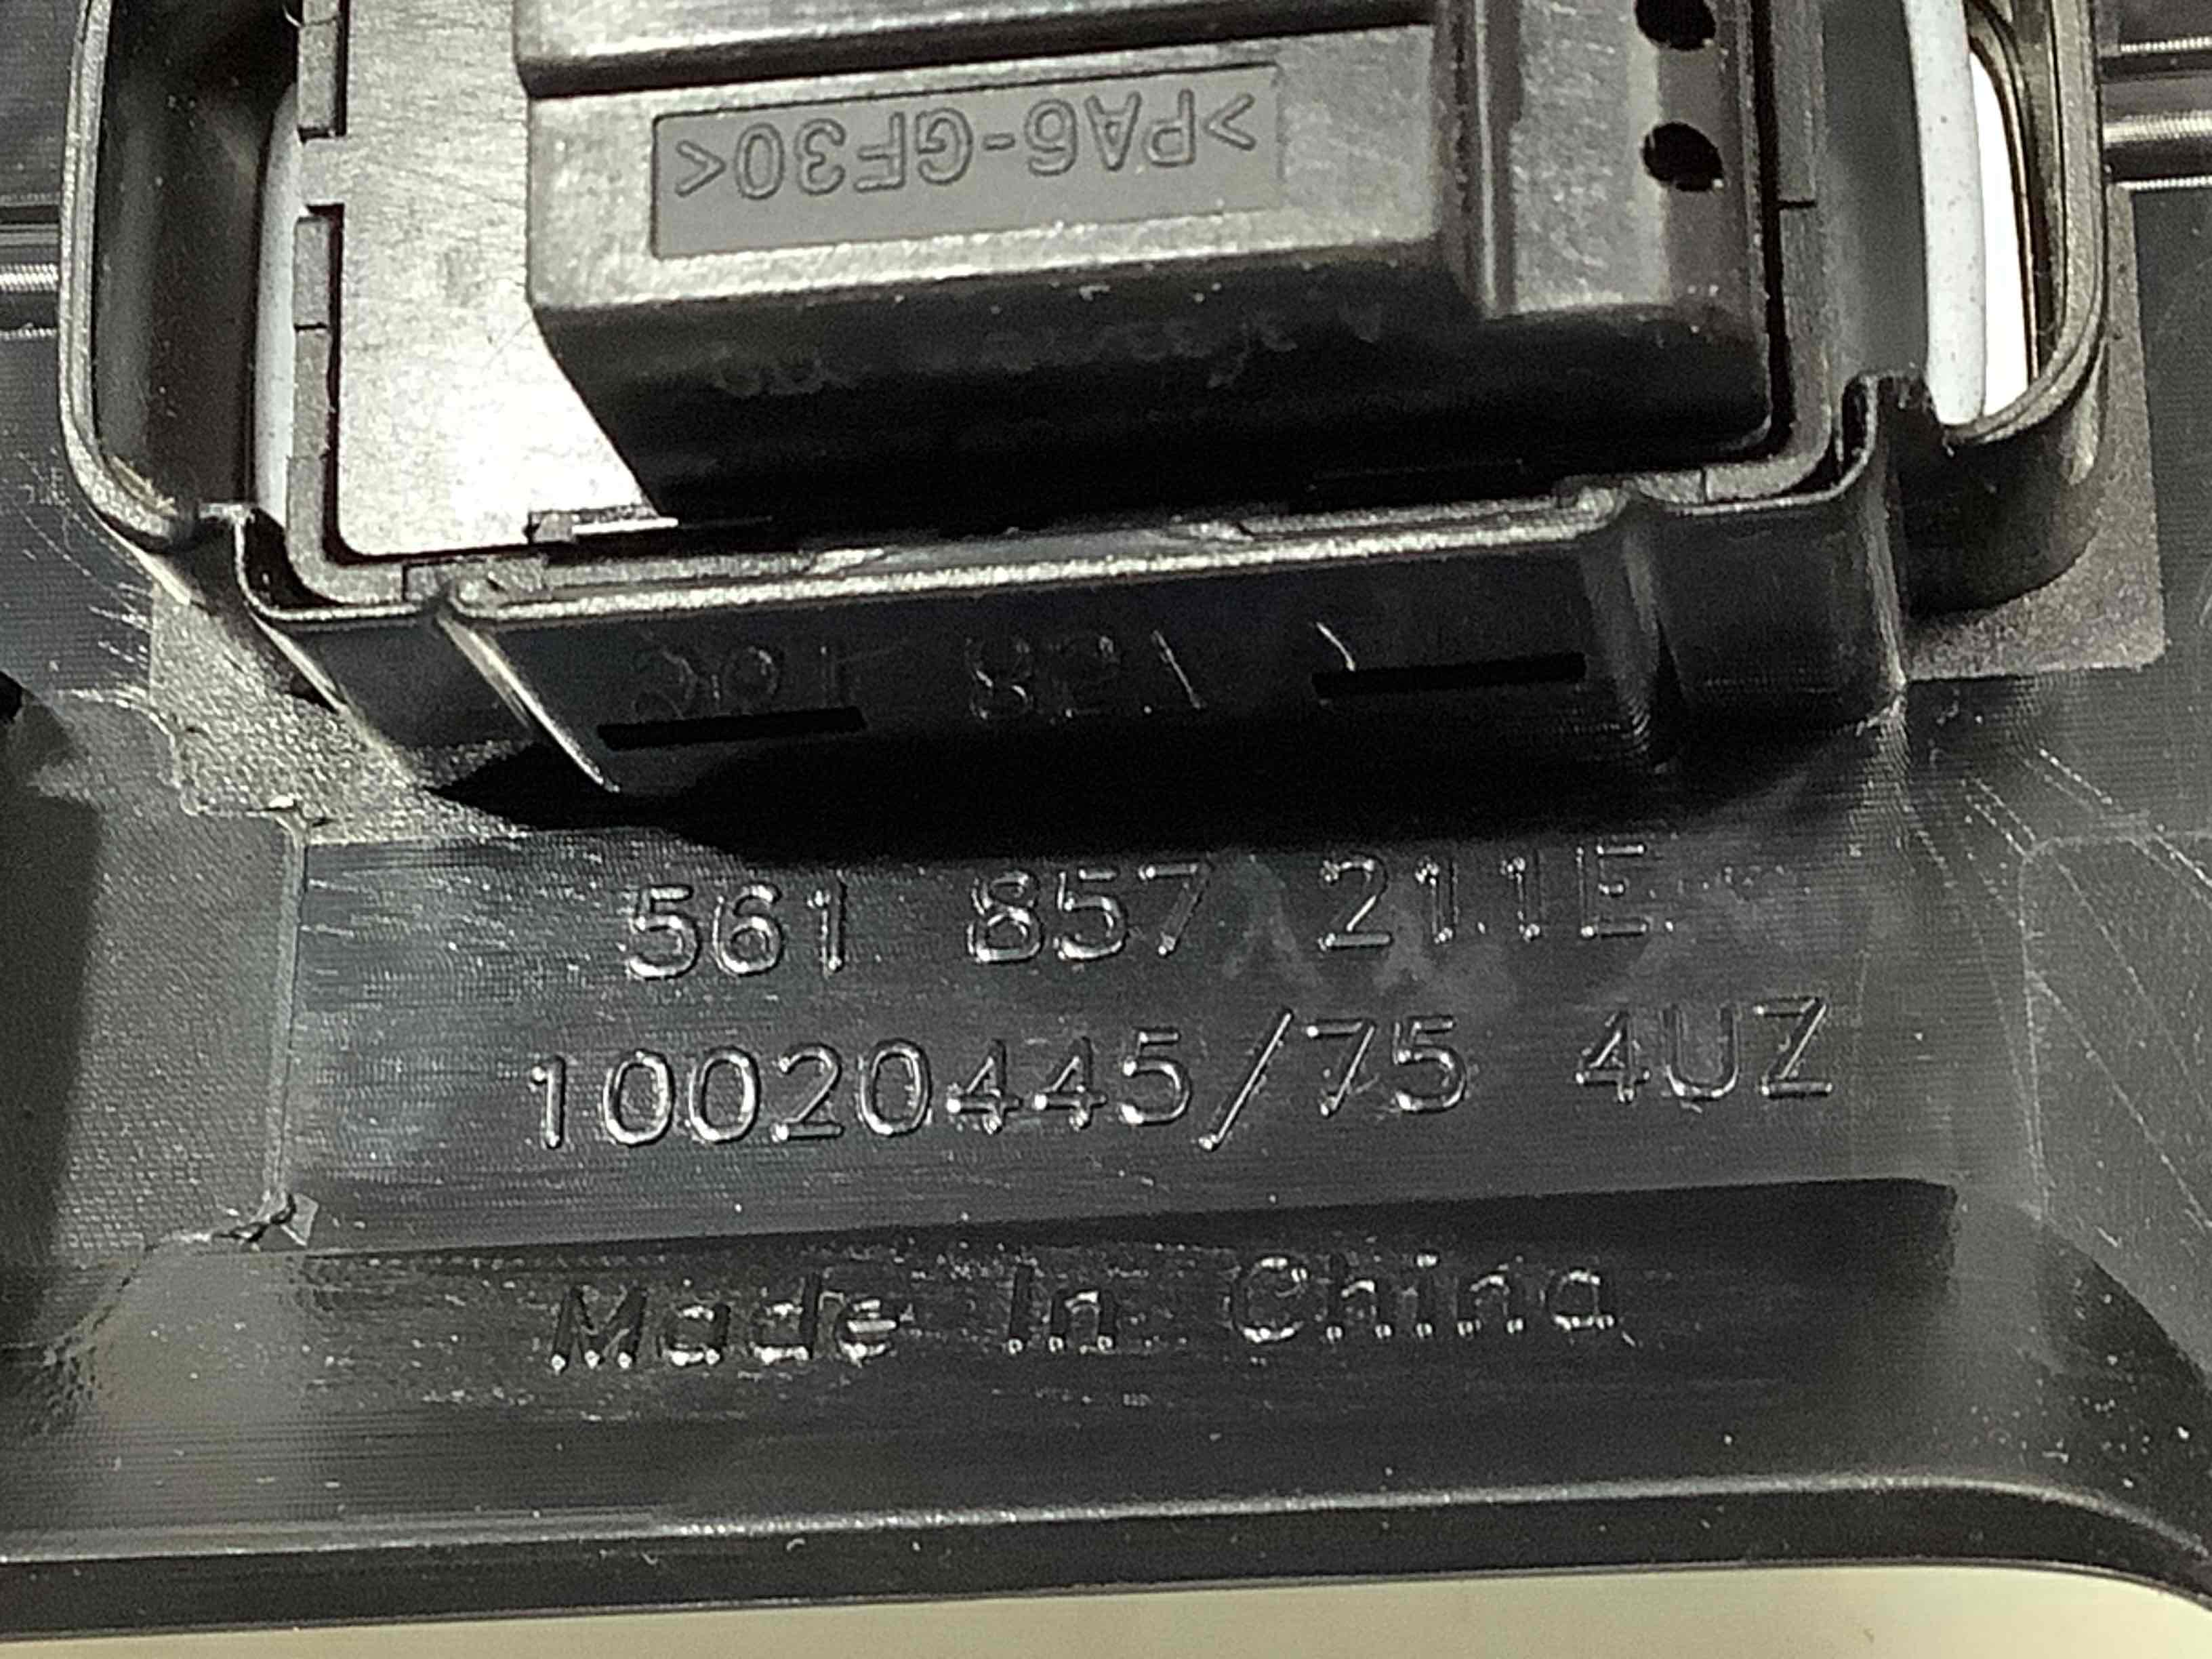 >PA6-GF30<
561 857 211E
10020445/75 4UZ
Made In China